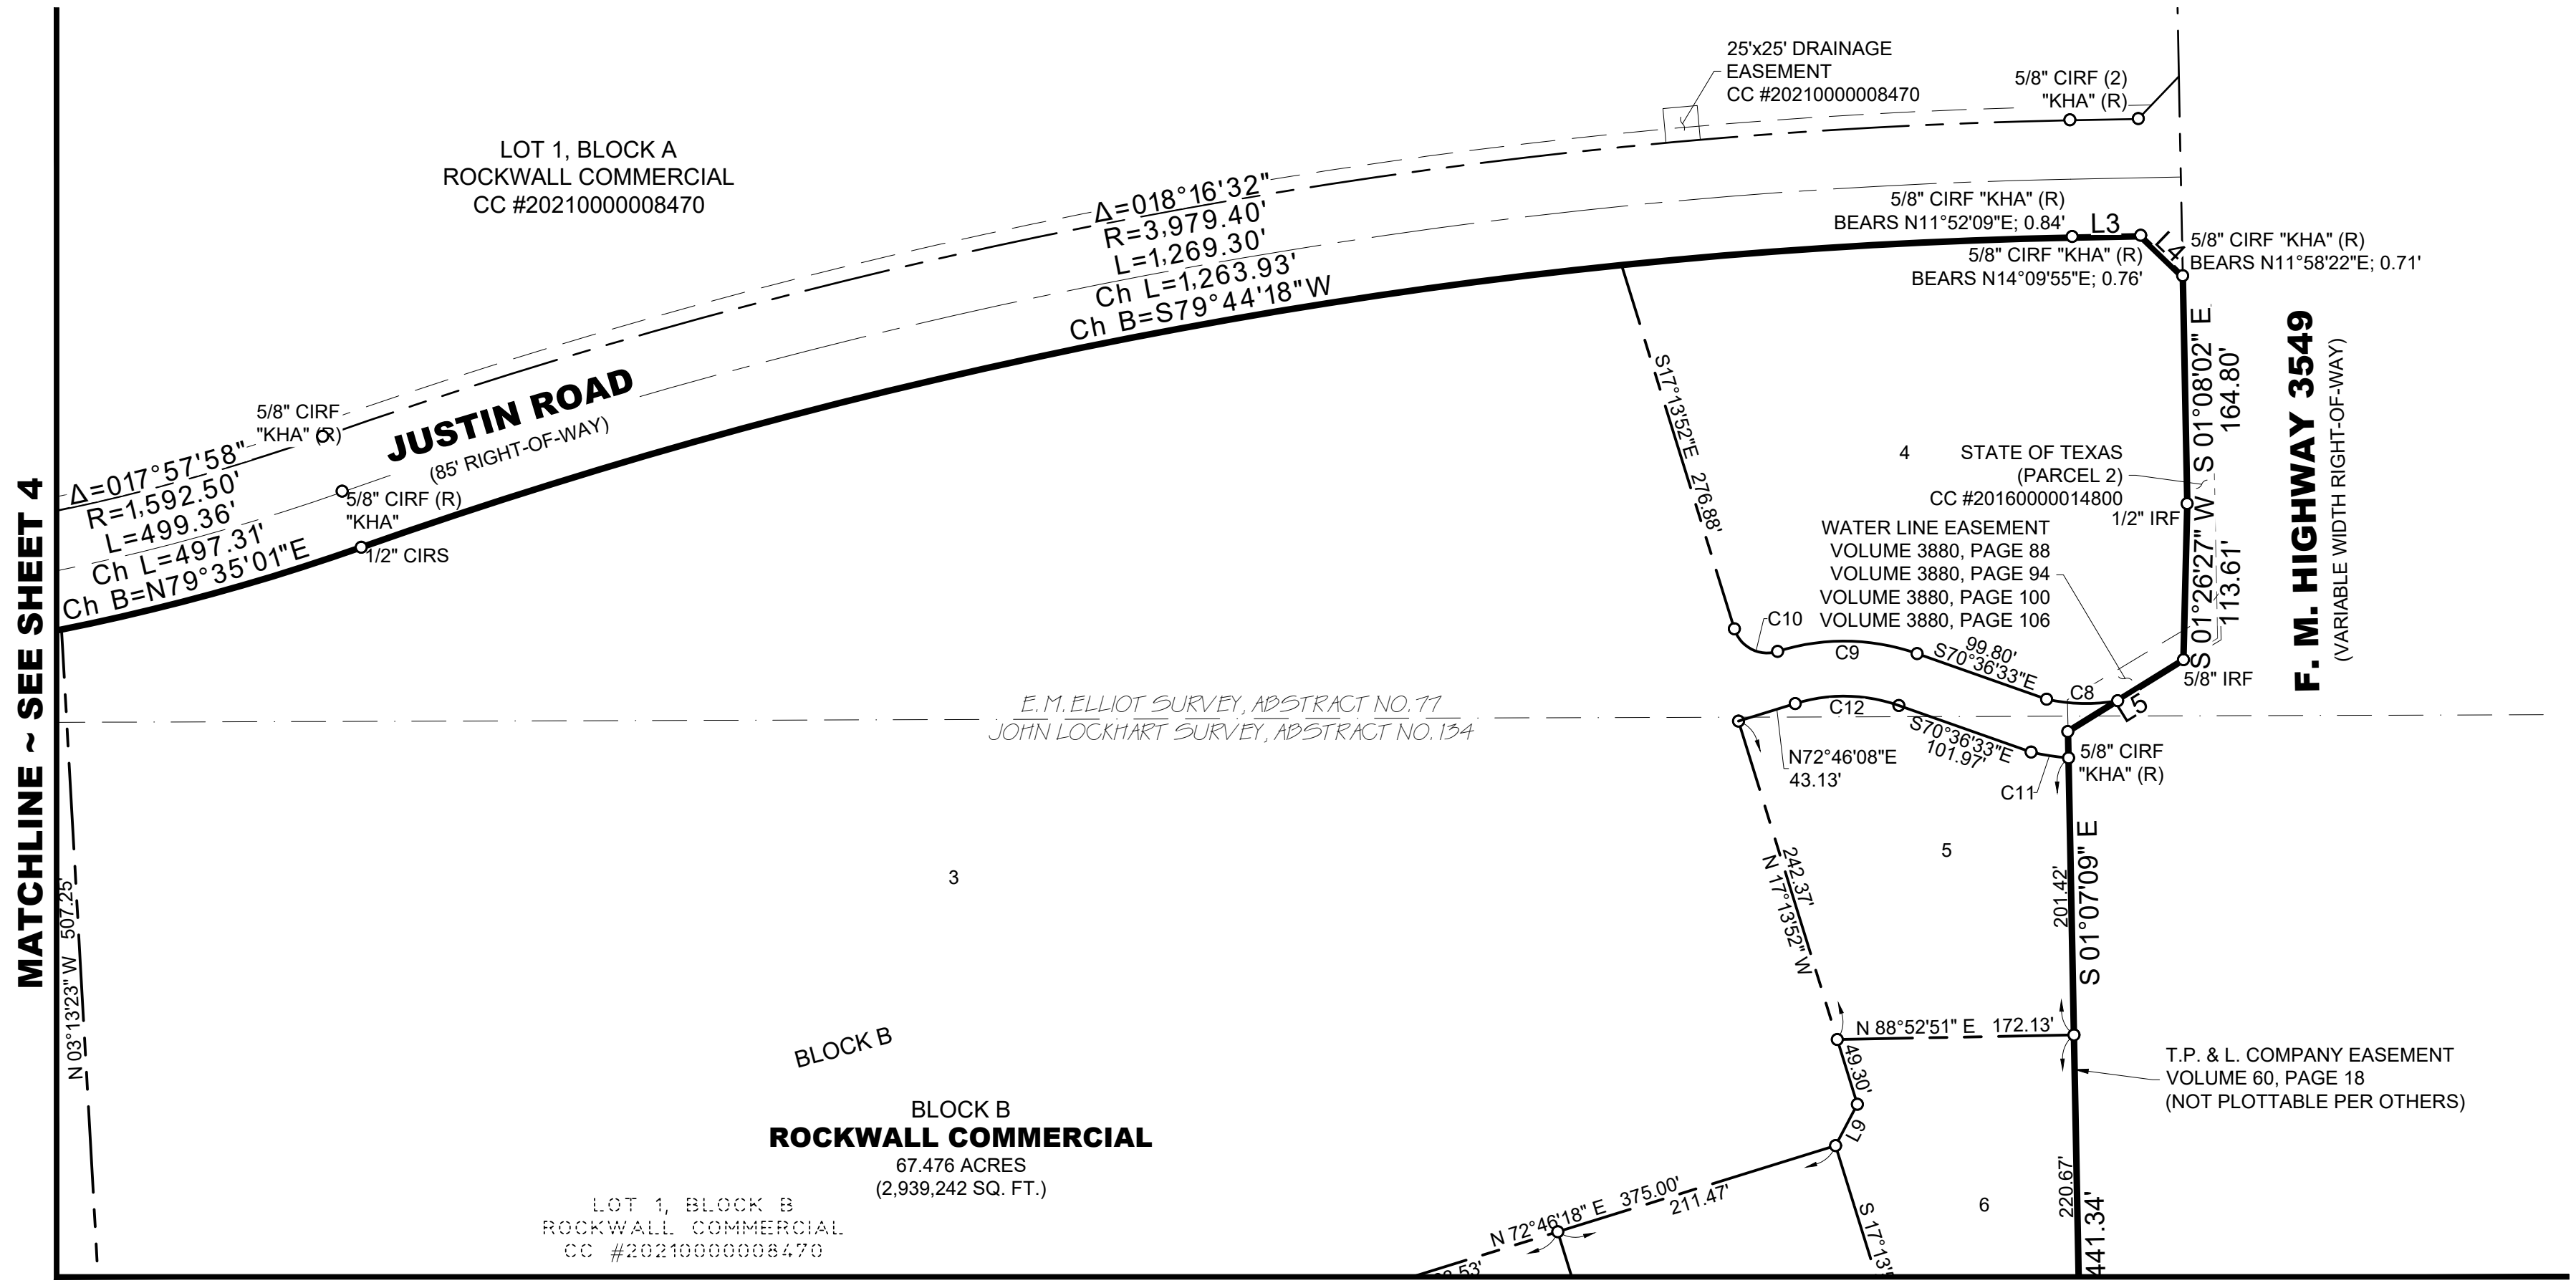 MATCHLINE ~ SEE SHEET 4
25'x25' DRAINAGE
EASEMENT
CC #20210000008470
5/8" CIRF (2)
"KHA" (R)
LOT 1, BLOCK A
ROCKWALL COMMERCIAL
CC #20210000008470
Δ=018°16'32"
R=3,979.40'
L=1,269.30'
Ch L=1,263.93'
Ch B=S79°44'18"W
5/8" CIRF "KHA" (R)
BEARS N11°52'09"E; 0.84'
L3
L4
5/8" CIRF "KHA" (R)
BEARS N11°58'22"E; 0.71'
5/8" CIRF "KHA" (R)
BEARS N14°09'55"E; 0.76'
5/8" CIRF
"KHA" (R)
JUSTIN ROAD
(85' RIGHT-OF-WAY)
Δ=017°57'58"
R=1,592.50'
L=499.36'
Ch L=497.31'
Ch B=N79°35'01"E
5/8" CIRF (R)
"KHA"
1/2" CIRS
S17°13'52"E 276.88'
S 01°08'02" E
164.80'
F. M. HIGHWAY 3549
(VARIABLE WIDTH RIGHT-OF-WAY)
4
STATE OF TEXAS
(PARCEL 2)
CC #20160000014800
1/2" IRF
S 01°26'27" W
113.61'
WATER LINE EASEMENT
VOLUME 3880, PAGE 88
VOLUME 3880, PAGE 94
VOLUME 3880, PAGE 100
VOLUME 3880, PAGE 106
C10
C9
99.80'
S70°36'33"E
C8
L5
5/8" IRF
E.M. ELLIOT SURVEY, ABSTRACT NO. 77
JOHN LOCKHART SURVEY, ABSTRACT NO. 134
C12
S70°36'33"E
101.97'
N72°46'08"E
43.13'
C11
5/8" CIRF
"KHA" (R)
242.37'
N 17°13'52" W
5
201.42'
S 01°07'09" E
3
N 03°13'23" W 507.25'
N 88°52'51" E 172.13'
49.30'
L9
T.P. & L. COMPANY EASEMENT
VOLUME 60, PAGE 18
(NOT PLOTTABLE PER OTHERS)
BLOCK B
BLOCK B
ROCKWALL COMMERCIAL
67.476 ACRES
(2,939,242 SQ. FT.)
LOT 1, BLOCK B
ROCKWALL COMMERCIAL
CC #20210000008470
N 72°46'18" E 375.00'
211.47'
S 17°13'
6
220.67'
441.34'